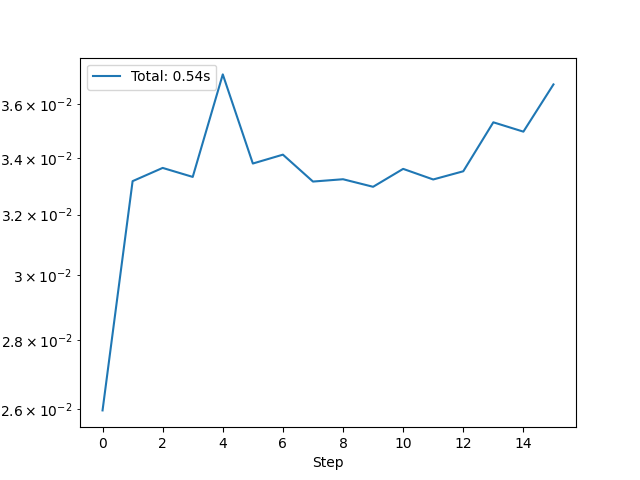 Total: 0.54s
3.6 × 10⁻²
3.4 × 10⁻²
3.2 × 10⁻²
3 × 10⁻²
2.8 × 10⁻²
2.6 × 10⁻²
0 2 4 6 8 10 12 14
Step